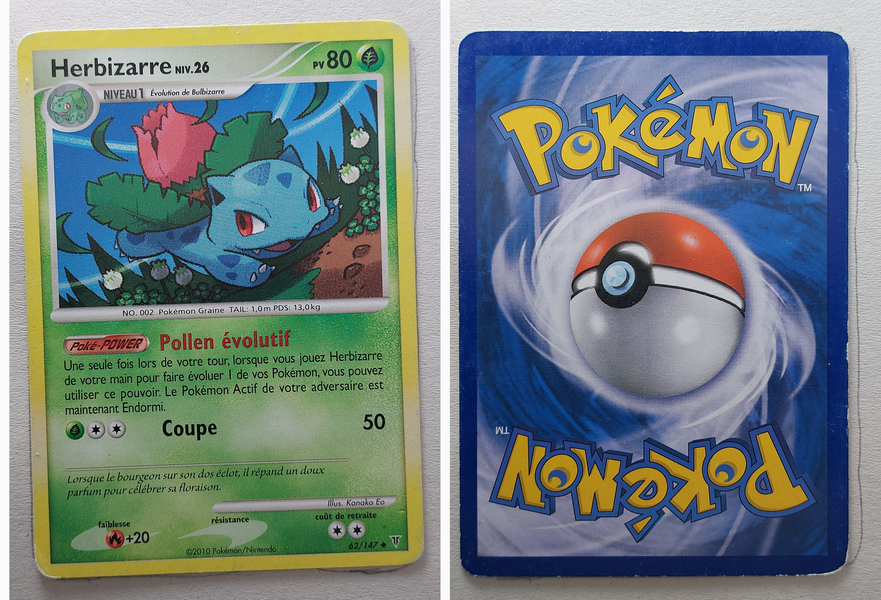 Herbizarre NIV.26
PV 80
NIVEAU 1 Évolution de Bulbizarre
NO. 002 Pokémon Graine TAIL: 1,0m PDS: 13,0kg
Poké-POWER Pollen évolutif
Une seule fois lors de votre tour, lorsque vous jouez Herbizarre
de votre main pour faire évoluer 1 de vos Pokémon, vous pouvez
utiliser ce pouvoir. Le Pokémon Actif de votre adversaire est
maintenant Endormi.
Coupe 50
Lorsque le bourgeon sur son dos éclot, il répand un doux
parfum pour célébrer sa floraison.
Illus. Kanako Eo
faiblesse
+20
résistance
coût de retraite
©2010 Pokémon/Nintendo
62/147
POKéMON
TM
TM
POKéMON